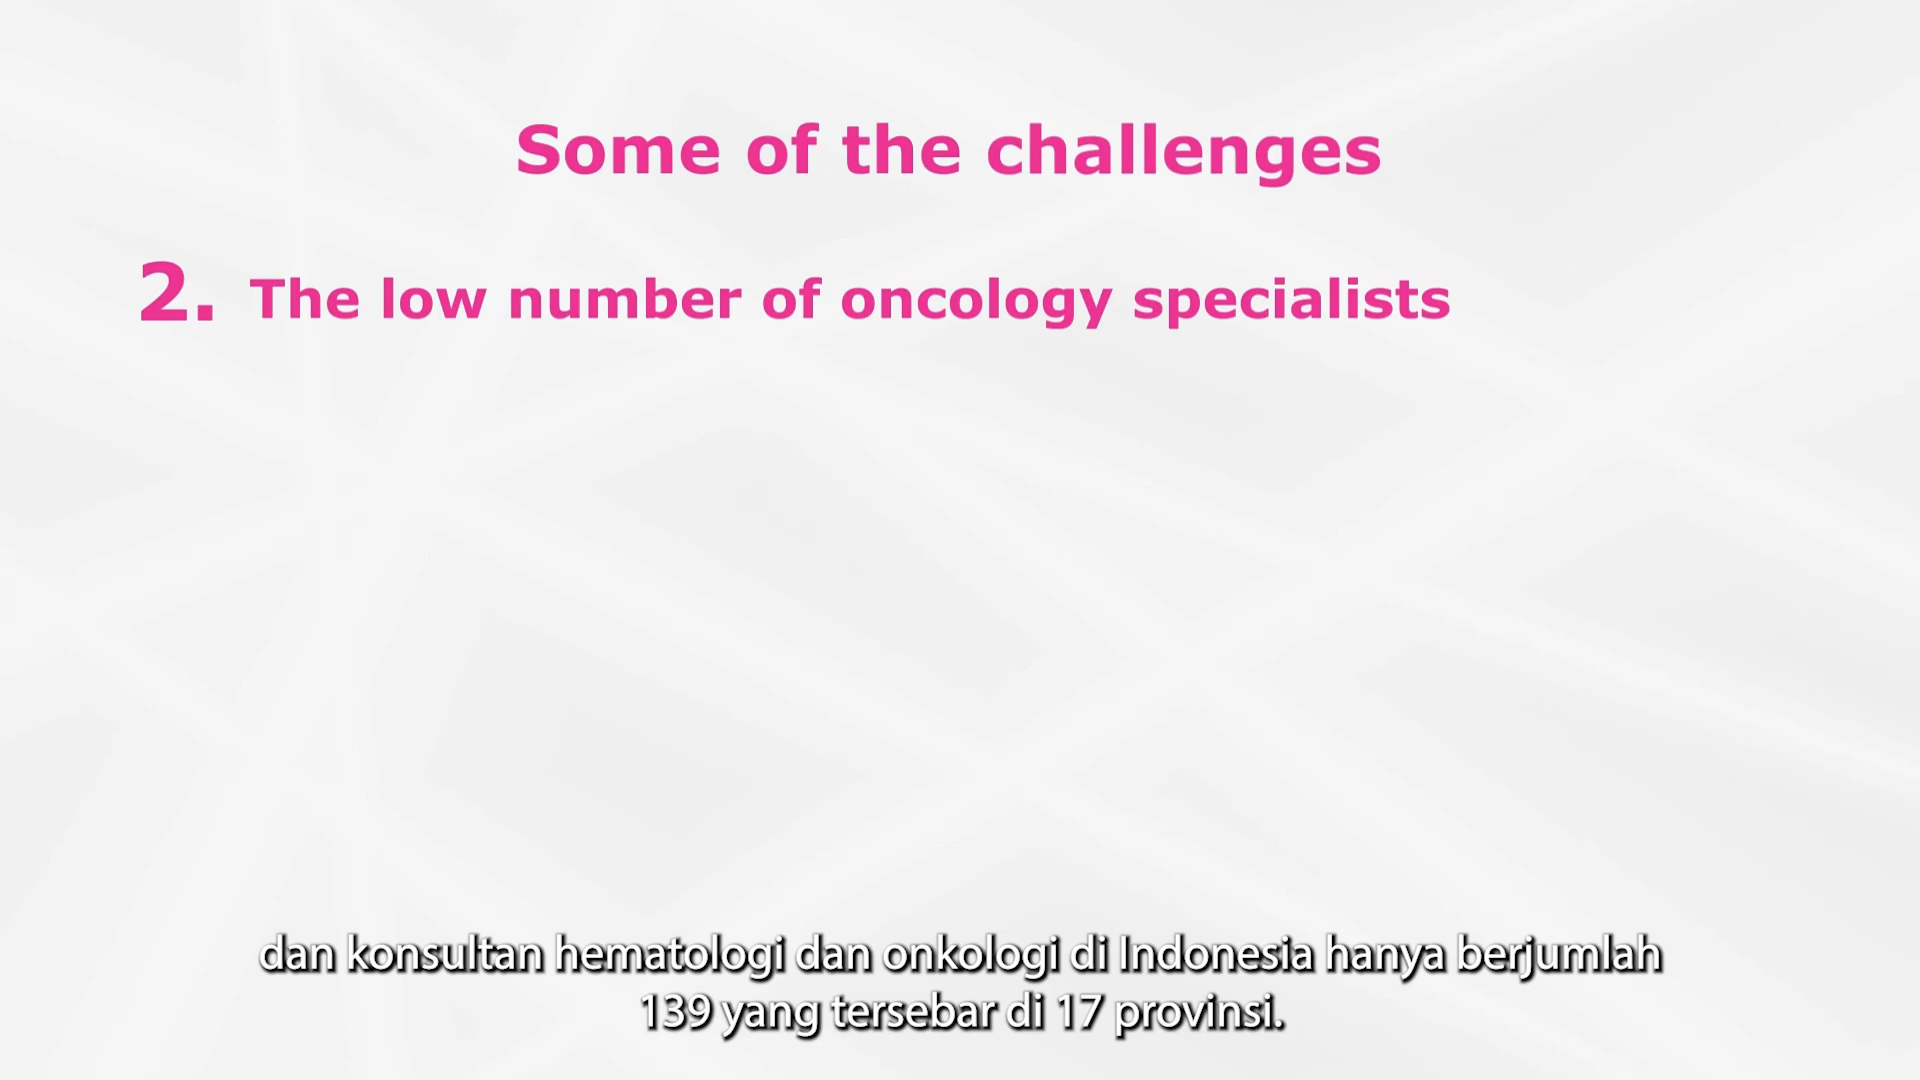 Some of the challenges
2. The low number of oncology specialists
dan konsultan hematologi dan onkologi di Indonesia hanya berjumlah
139 yang tersebar di 17 provinsi.